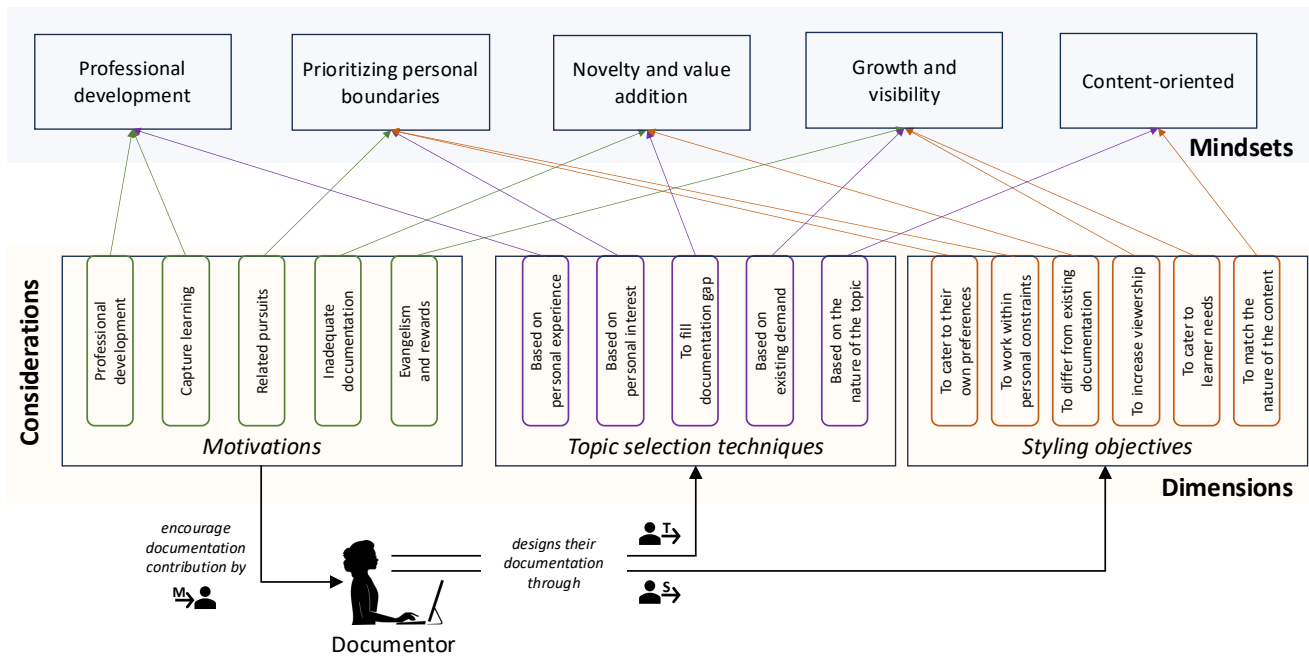 Professional
development
Prioritizing personal
boundaries
Novelty and value
addition
Growth and
visibility
Content-oriented
Mindsets
Considerations
Professional
development
Capture learning
Related pursuits
Inadequate
documentation
Evangelism
and rewards
Motivations
Based on
personal experience
Based on
personal interest
To fill
documentation gap
Based on
existing demand
Based on the
nature of the topic
Topic selection techniques
To cater to their
own preferences
To work within
personal constraints
To differ from existing
documentation
To increase viewership
To cater to
learner needs
To match the
nature of the content
Styling objectives
Dimensions
encourage
documentation
contribution by
M
designs their
documentation
through
T
S
Documentor